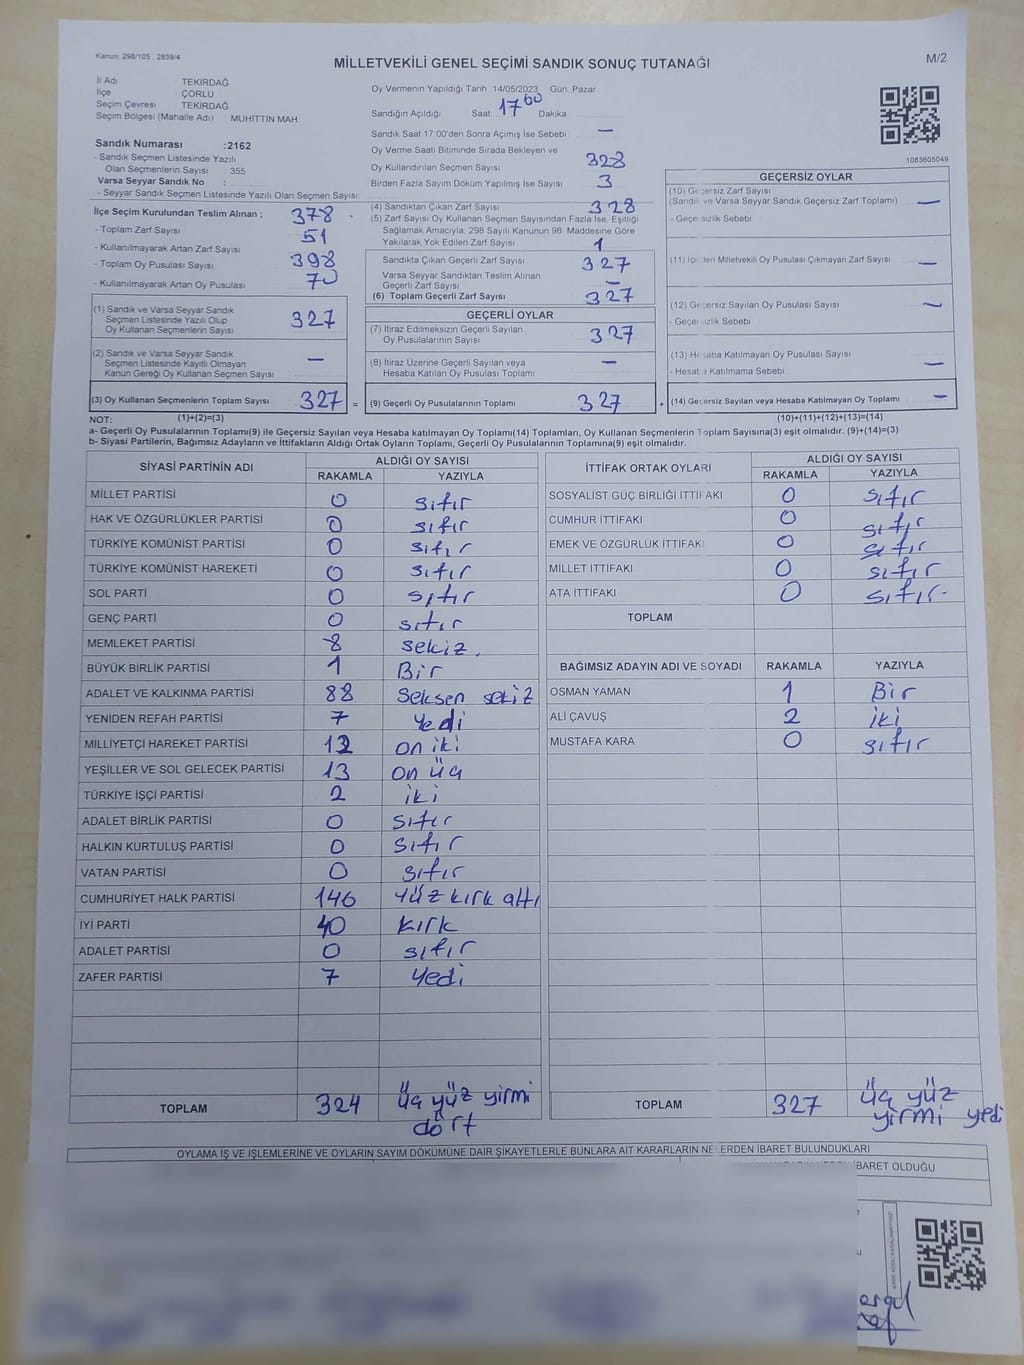 Kanun: 298/105 , 2839/4
MİLLETVEKİLİ GENEL SEÇİMİ SANDIK SONUÇ TUTANAĞI
M/2
İl Adı TEKİRDAĞ
İlçe ÇORLU
Seçim Çevresi TEKİRDAĞ
Seçim Bölgesi (Mahalle Adı) : MUHİTTİN MAH.
Sandık Numarası :2162
- Sandık Seçmen Listesinde Yazılı
Olan Seçmenlerin Sayısı : 355
Varsa Seyyar Sandık No :
- Seyyar Sandık Seçmen Listesinde Yazılı Olan Seçmen Sayısı:
İlçe Seçim Kurulundan Teslim Alınan ;
- Toplam Zarf Sayısı 378
- Kullanılmayarak Artan Zarf Sayısı 51
- Toplam Oy Pusulası Sayısı 398
- Kullanılmayarak Artan Oy Pusulası 70
Oy Vermenin Yapıldığı Tarih : 14/05/2023 Gün: Pazar
Sandığın Açıldığı Saat 17 00 Dakika
Sandık Saat 17.00'den Sonra Açımış İse Sebebi : —
Oy Verme Saati Bitiminde Sırada Bekleyen ve
Oy Kullandırılan Seçmen Sayısı 328
Birden Fazla Sayım Döküm Yapılmış İse Sayısı 3
(4) Sandıktan Çıkan Zarf Sayısı 328
(5) Zarf Sayısı Oy Kullanan Seçmen Sayısından Fazla İse, Eşitliği
Sağlamak Amacıyla, 298 Sayılı Kanunun 98. Maddesine Göre
Yakılarak Yok Edilen Zarf Sayısı 1
Sandıkta Çıkan Geçerli Zarf Sayısı 327
Varsa Seyyar Sandıktan Teslim Alınan
Geçerli Zarf Sayısı —
(6) Toplam Geçerli Zarf Sayısı 327
1083605049
GEÇERSİZ OYLAR
(10) Geçersiz Zarf Sayısı
(Sandık ve Varsa Seyyar Sandık Geçersiz Zarf Toplamı) —
- Geçersizlik Sebebi
(11) İçinden Milletvekili Oy Pusulası Çıkmayan Zarf Sayısı —
(12) Geçersiz Sayılan Oy Pusulası Sayısı —
- Geçersizlik Sebebi
(13) Hesaba Katılmayan Oy Pusulası Sayısı
- Hesaba Katılmama Sebebi —
(1) Sandık ve Varsa Seyyar Sandık
Seçmen Listesinde Yazılı Olup
Oy Kullanan Seçmenlerin Sayısı 327
(2) Sandık ve Varsa Seyyar Sandık
Seçmen Listesinde Kayıtlı Olmayan
Kanun Gereği Oy Kullanan Seçmen Sayısı : —
GEÇERLİ OYLAR
(7) İtiraz Edilmeksizin Geçerli Sayılan
Oy Pusulalarının Sayısı 327
(8) İtiraz Üzerine Geçerli Sayılan veya
Hesaba Katılan Oy Pusulası Toplamı —
(3) Oy Kullanan Seçmenlerin Toplam Sayısı 327 = (9) Geçerli Oy Pusulalarının Toplamı 327 + (14) Geçersiz Sayılan veya Hesaba Katılmayan Oy Toplamı —
NOT: (1)+(2)=(3) (10)+(11)+(12)+(13)=(14)
a- Geçerli Oy Pusulalarının Toplamı(9) ile Geçersiz Sayılan veya Hesaba katılmayan Oy Toplamı(14) Toplamları, Oy Kullanan Seçmenlerin Toplam Sayısına(3) eşit olmalıdır. (9)+(14)=(3)
b- Siyasi Partilerin, Bağımsız Adayların ve İttifakların Aldığı Ortak Oyların Toplamı, Geçerli Oy Pusulalarının Toplamına(9) eşit olmalıdır.
SİYASİ PARTİNİN ADI ALDIĞI OY SAYISI
RAKAMLA YAZIYLA
MİLLET PARTİSİ 0 sıfır
HAK VE ÖZGÜRLÜKLER PARTİSİ 0 sıfır
TÜRKİYE KOMÜNİST PARTİSİ 0 sıfır
TÜRKİYE KOMÜNİST HAREKETİ 0 sıfır
SOL PARTİ 0 sıfır
GENÇ PARTİ 0 sıfır
MEMLEKET PARTİSİ 8 sekiz
BÜYÜK BİRLİK PARTİSİ 1 Bir
ADALET VE KALKINMA PARTİSİ 88 Seksen sekiz
YENİDEN REFAH PARTİSİ 7 Yedi
MİLLİYETÇİ HAREKET PARTİSİ 12 on iki
YEŞİLLER VE SOL GELECEK PARTİSİ 13 on üç
TÜRKİYE İŞÇİ PARTİSİ 2 iki
ADALET BİRLİK PARTİSİ 0 sıfır
HALKIN KURTULUŞ PARTİSİ 0 sıfır
VATAN PARTİSİ 0 sıfır
CUMHURİYET HALK PARTİSİ 146 Yüz kırk altı
İYİ PARTİ 40 kırk
ADALET PARTİSİ 0 sıfır
ZAFER PARTİSİ 7 Yedi
TOPLAM 324 Üç yüz yirmi dört
İTTİFAK ORTAK OYLARI ALDIĞI OY SAYISI
RAKAMLA YAZIYLA
SOSYALİST GÜÇ BİRLİĞİ İTTİFAKI 0 sıfır
CUMHUR İTTİFAKI 0 sıfır
EMEK VE ÖZGÜRLÜK İTTİFAKI 0 sıfır
MİLLET İTTİFAKI 0 sıfır
ATA İTTİFAKI 0 sıfır
TOPLAM
BAĞIMSIZ ADAYIN ADI VE SOYADI RAKAMLA YAZIYLA
OSMAN YAMAN 1 Bir
ALİ ÇAVUŞ 2 iki
MUSTAFA KARA 0 sıfır
TOPLAM 327 Üç yüz yirmi yedi
OYLAMA İŞ VE İŞLEMLERİNE VE OYLARIN SAYIM DÖKÜMÜNE DAİR ŞİKAYETLERLE BUNLARA AİT KARARLARIN NELERDEN İBARET BULUNDUKLARI
İBARET OLDUĞU